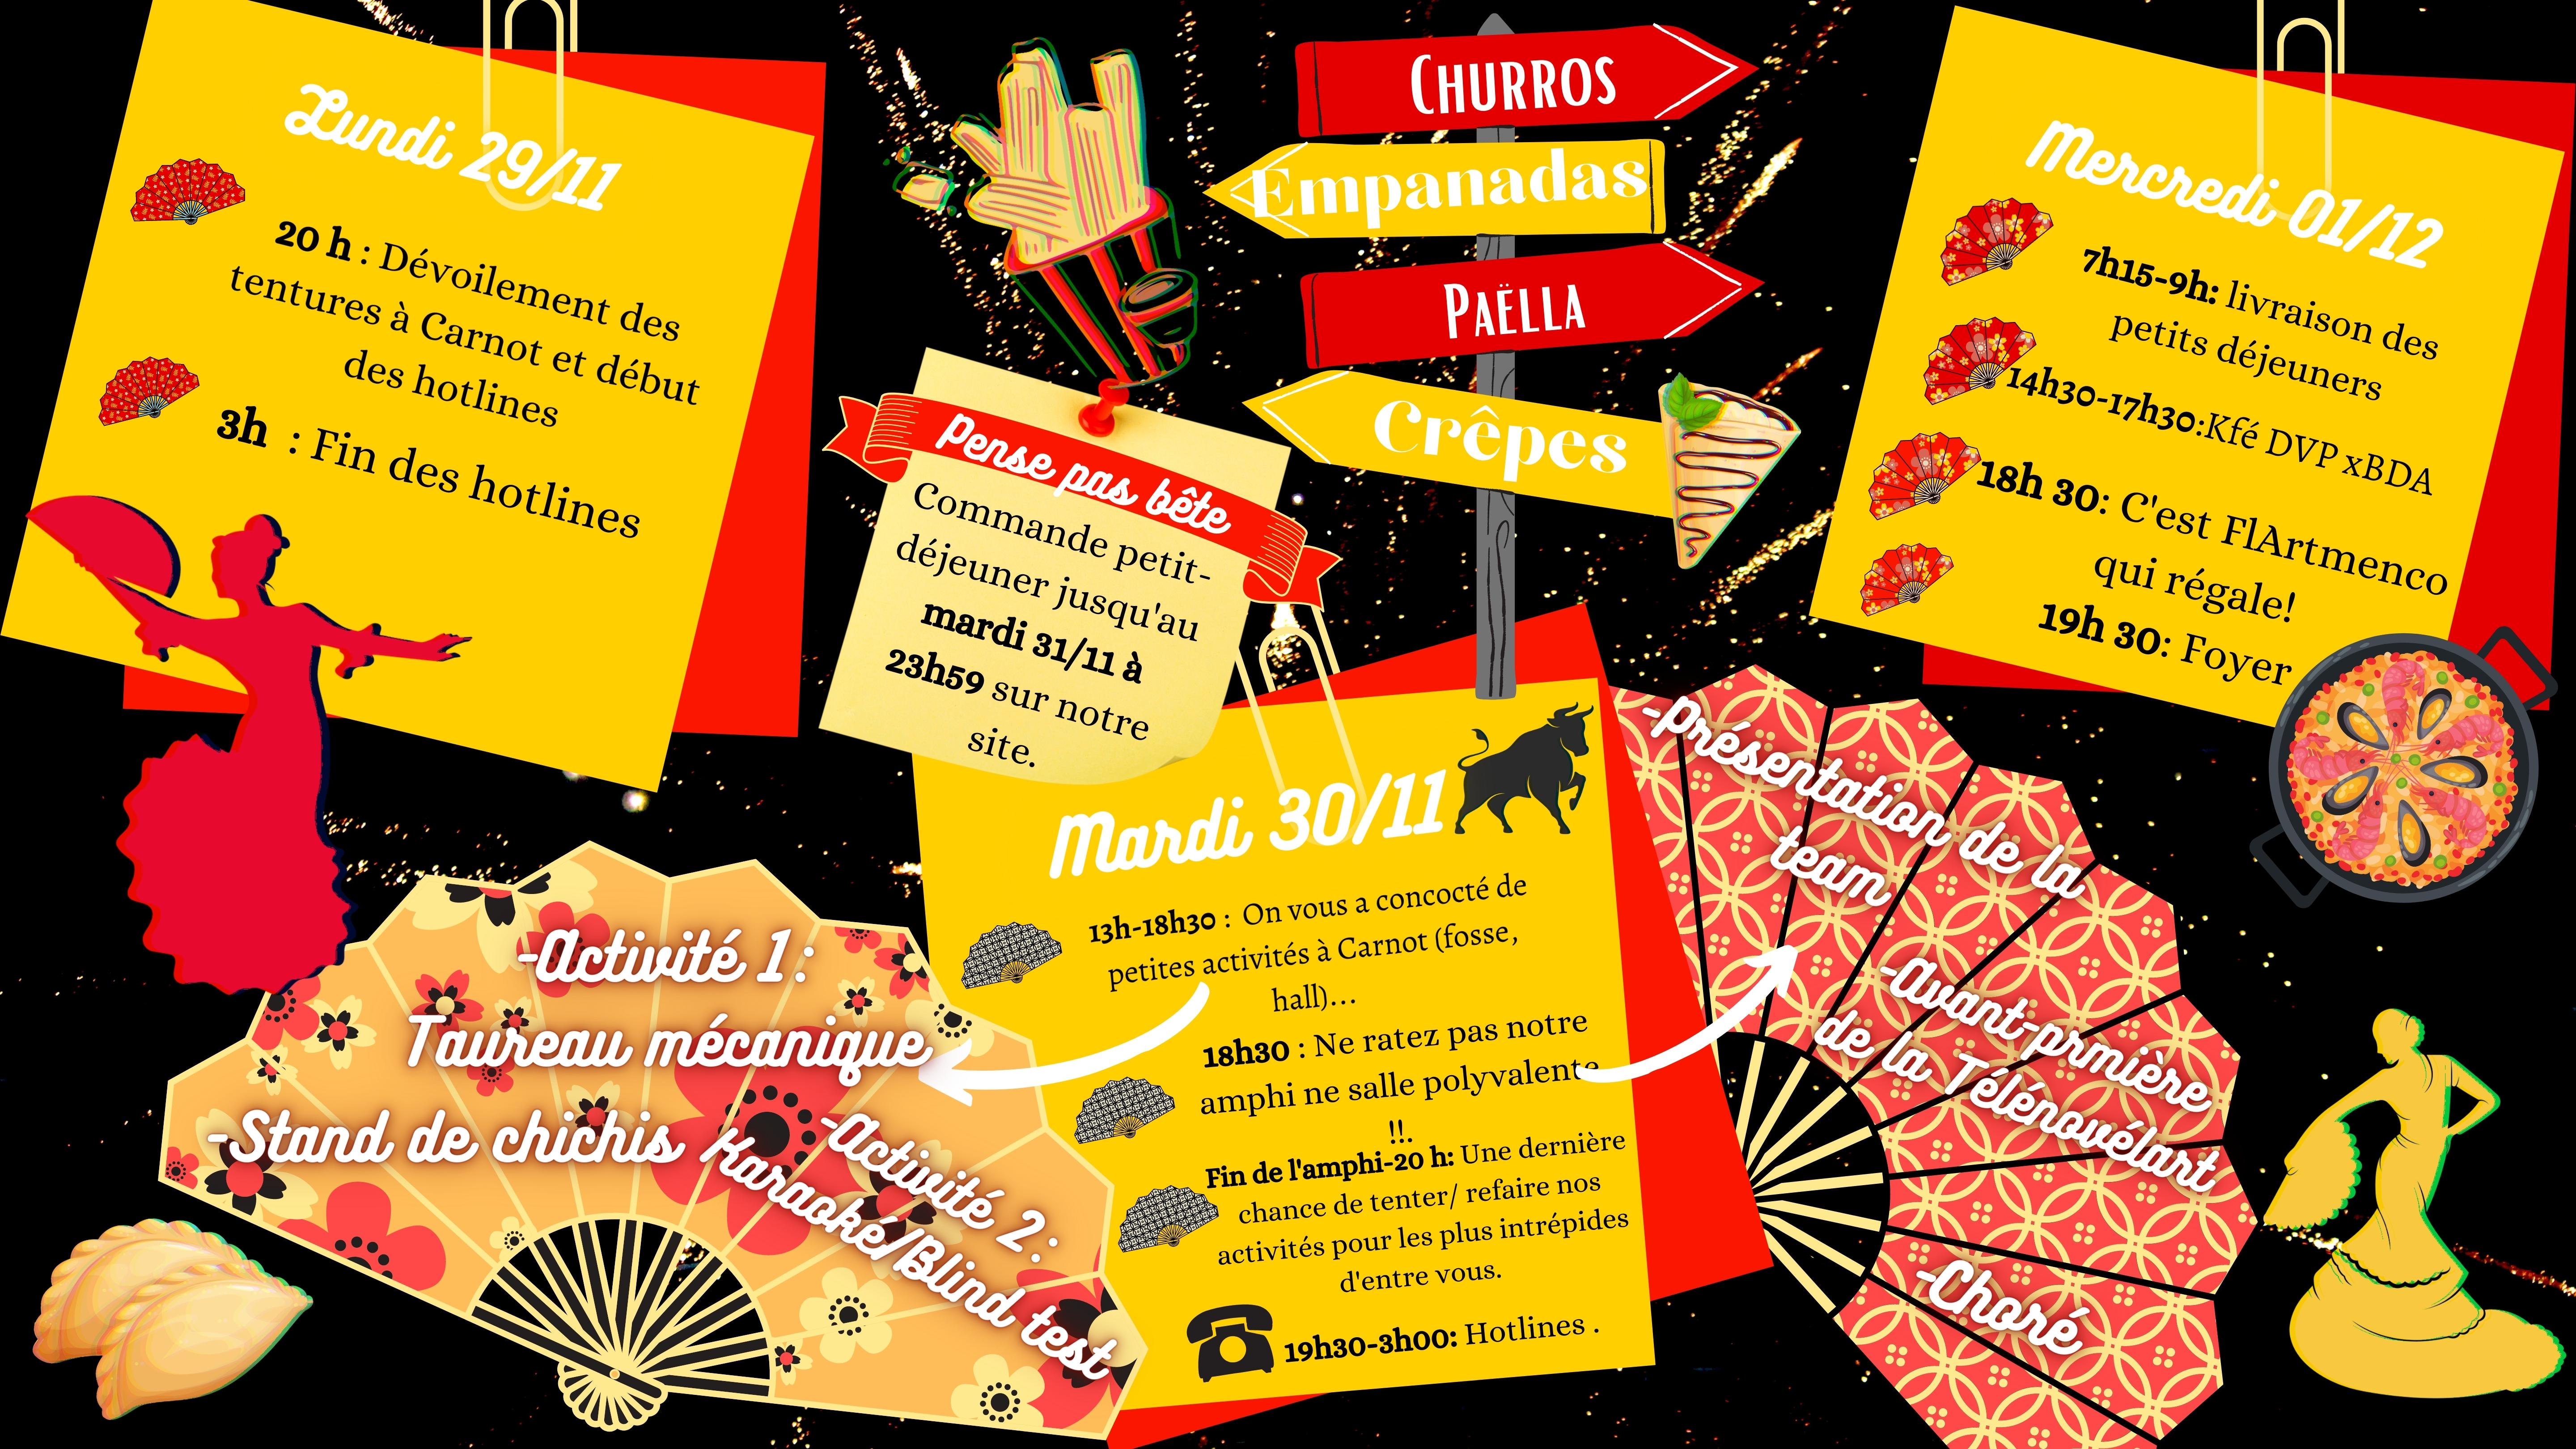 Lundi 29/11
20 h : Dévoilement des
tentures à Carnot et début
des hotlines
3h : Fin des hotlines
CHURROS
Empanadas
PAËLLA
Crêpes
Pense pas bête
Commande petit-
déjeuner jusqu'au
mardi 31/11 à
23h59 sur notre
site.
Mercredi 01/12
7h15-9h: livraison des
petits déjeuners
14h30-17h30:Kfé DVP xBDA
18h 30: C'est FlArtmenco
qui régale!
19h 30: Foyer
Mardi 30/11
13h-18h30 : On vous a concocté de
petites activités à Carnot (fosse,
hall)...
18h30 : Ne ratez pas notre
amphi ne salle polyvalente
!!.
Fin de l'amphi-20 h: Une dernière
chance de tenter/ refaire nos
activités pour les plus intrépides
d'entre vous.
19h30-3h00: Hotlines .
-Activité 1:
Taureau mécanique
-Stand de chichis
-Activité 2:
Karaoké/Blind test
-Présentation de la
team
-Avant-prmière
de la Télénovélart
-Choré